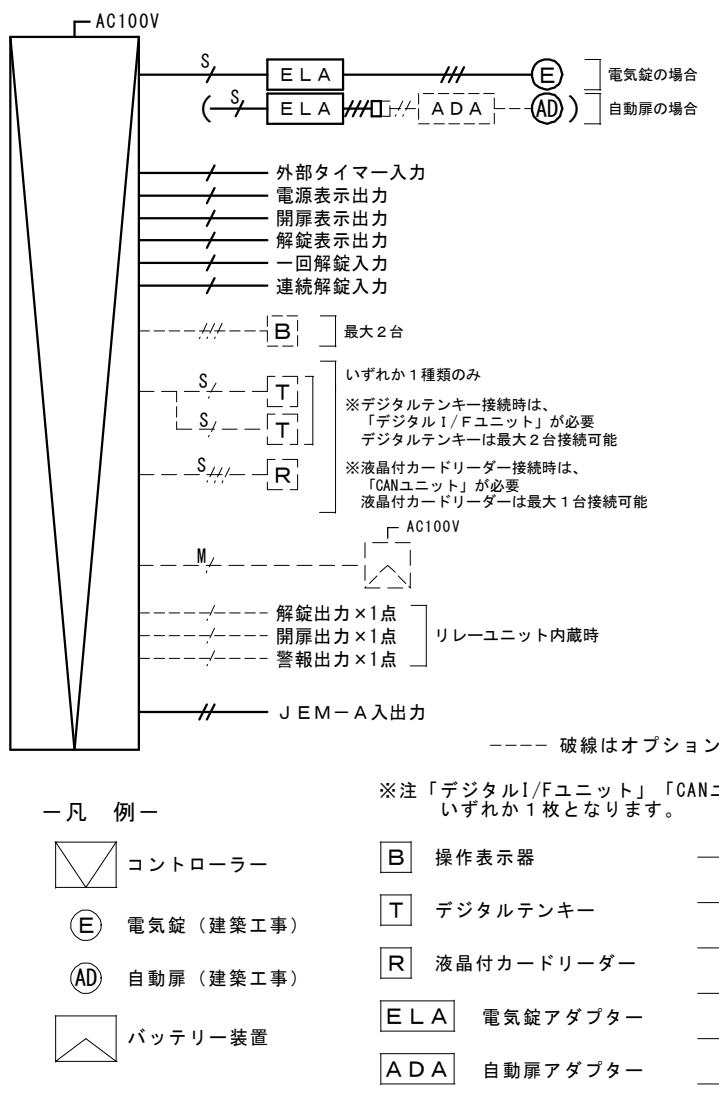 AC100V
S ELA E 電気錠の場合
( S ELA ADA AD ) 自動扉の場合
外部タイマー入力
電源表示出力
開扉表示出力
解錠表示出力
一回解錠入力
連続解錠入力
B 最大2台
いずれか1種類のみ
S T
※デジタルテンキー接続時は、
「デジタルI/Fユニット」が必要
S T
デジタルテンキーは最大2台接続可能
S R
※液晶付カードリーダー接続時は、
「CANユニット」が必要
液晶付カードリーダーは最大1台接続可能
AC100V
M
解錠出力×1点
開扉出力×1点 リレーユニット内蔵時
警報出力×1点
JEM-A入出力
---- 破線はオプション
※注「デジタルI/Fユニット」「CANユ
いずれか1枚となります。
-凡 例-
コントローラー
B 操作表示器
E 電気錠(建築工事)
T デジタルテンキー
AD 自動扉(建築工事)
R 液晶付カードリーダー
バッテリー装置
ELA 電気錠アダプター
ADA 自動扉アダプター